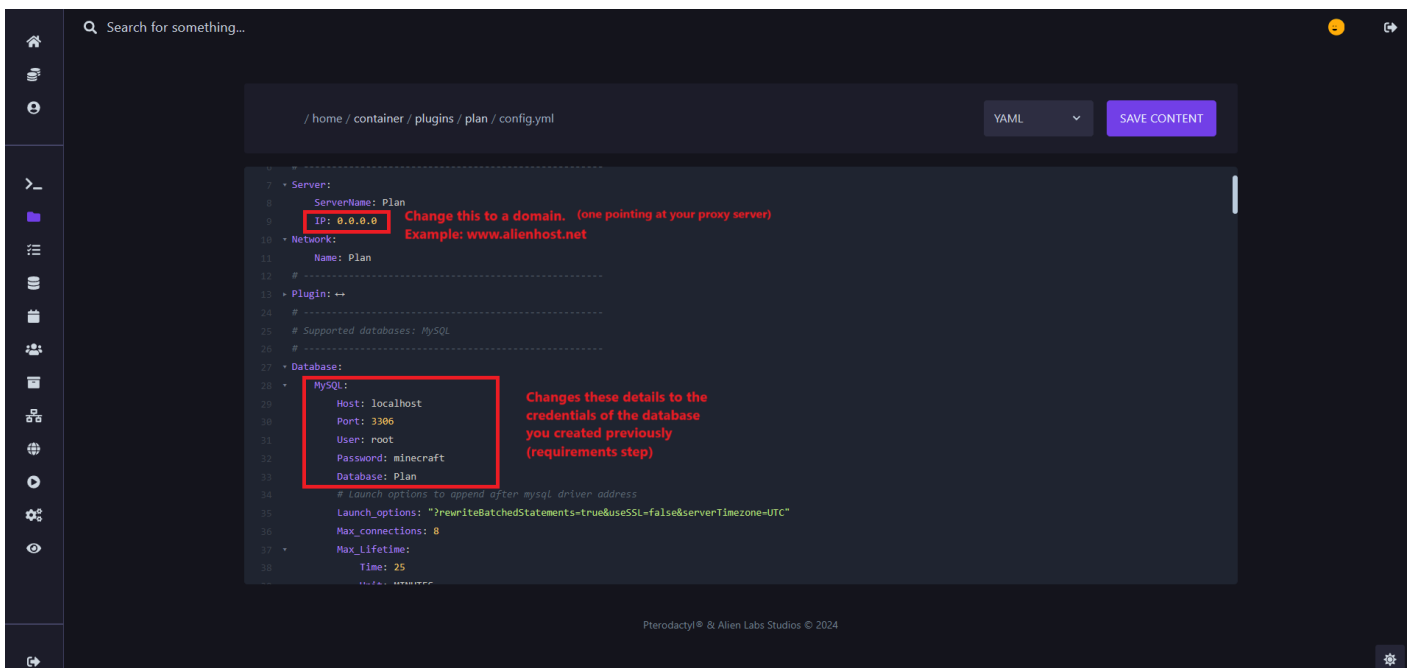 Search for something...
/ home / container / plugins / plan / config.yml
YAML
SAVE CONTENT
6 # -----------------------------------------------------
7 Server:
8 ServerName: Plan
9 IP: 0.0.0.0
Change this to a domain. (one pointing at your proxy server)
Example: www.alienhost.net
10 Network:
11 Name: Plan
12 # -----------------------------------------------------
13 Plugin:
24 # -----------------------------------------------------
25 # Supported databases: MySQL
26 # -----------------------------------------------------
27 Database:
28 MySQL:
29 Host: localhost
30 Port: 3306
31 User: root
32 Password: minecraft
33 Database: Plan
Changes these details to the
credentials of the database
you created previously
(requirements step)
34 # Launch options to append after mysql driver address
35 Launch_options: "?rewriteBatchedStatements=true&useSSL=false&serverTimezone=UTC"
36 Max_connections: 8
37 Max_Lifetime:
38 Time: 25
Pterodactyl® & Alien Labs Studios © 2024